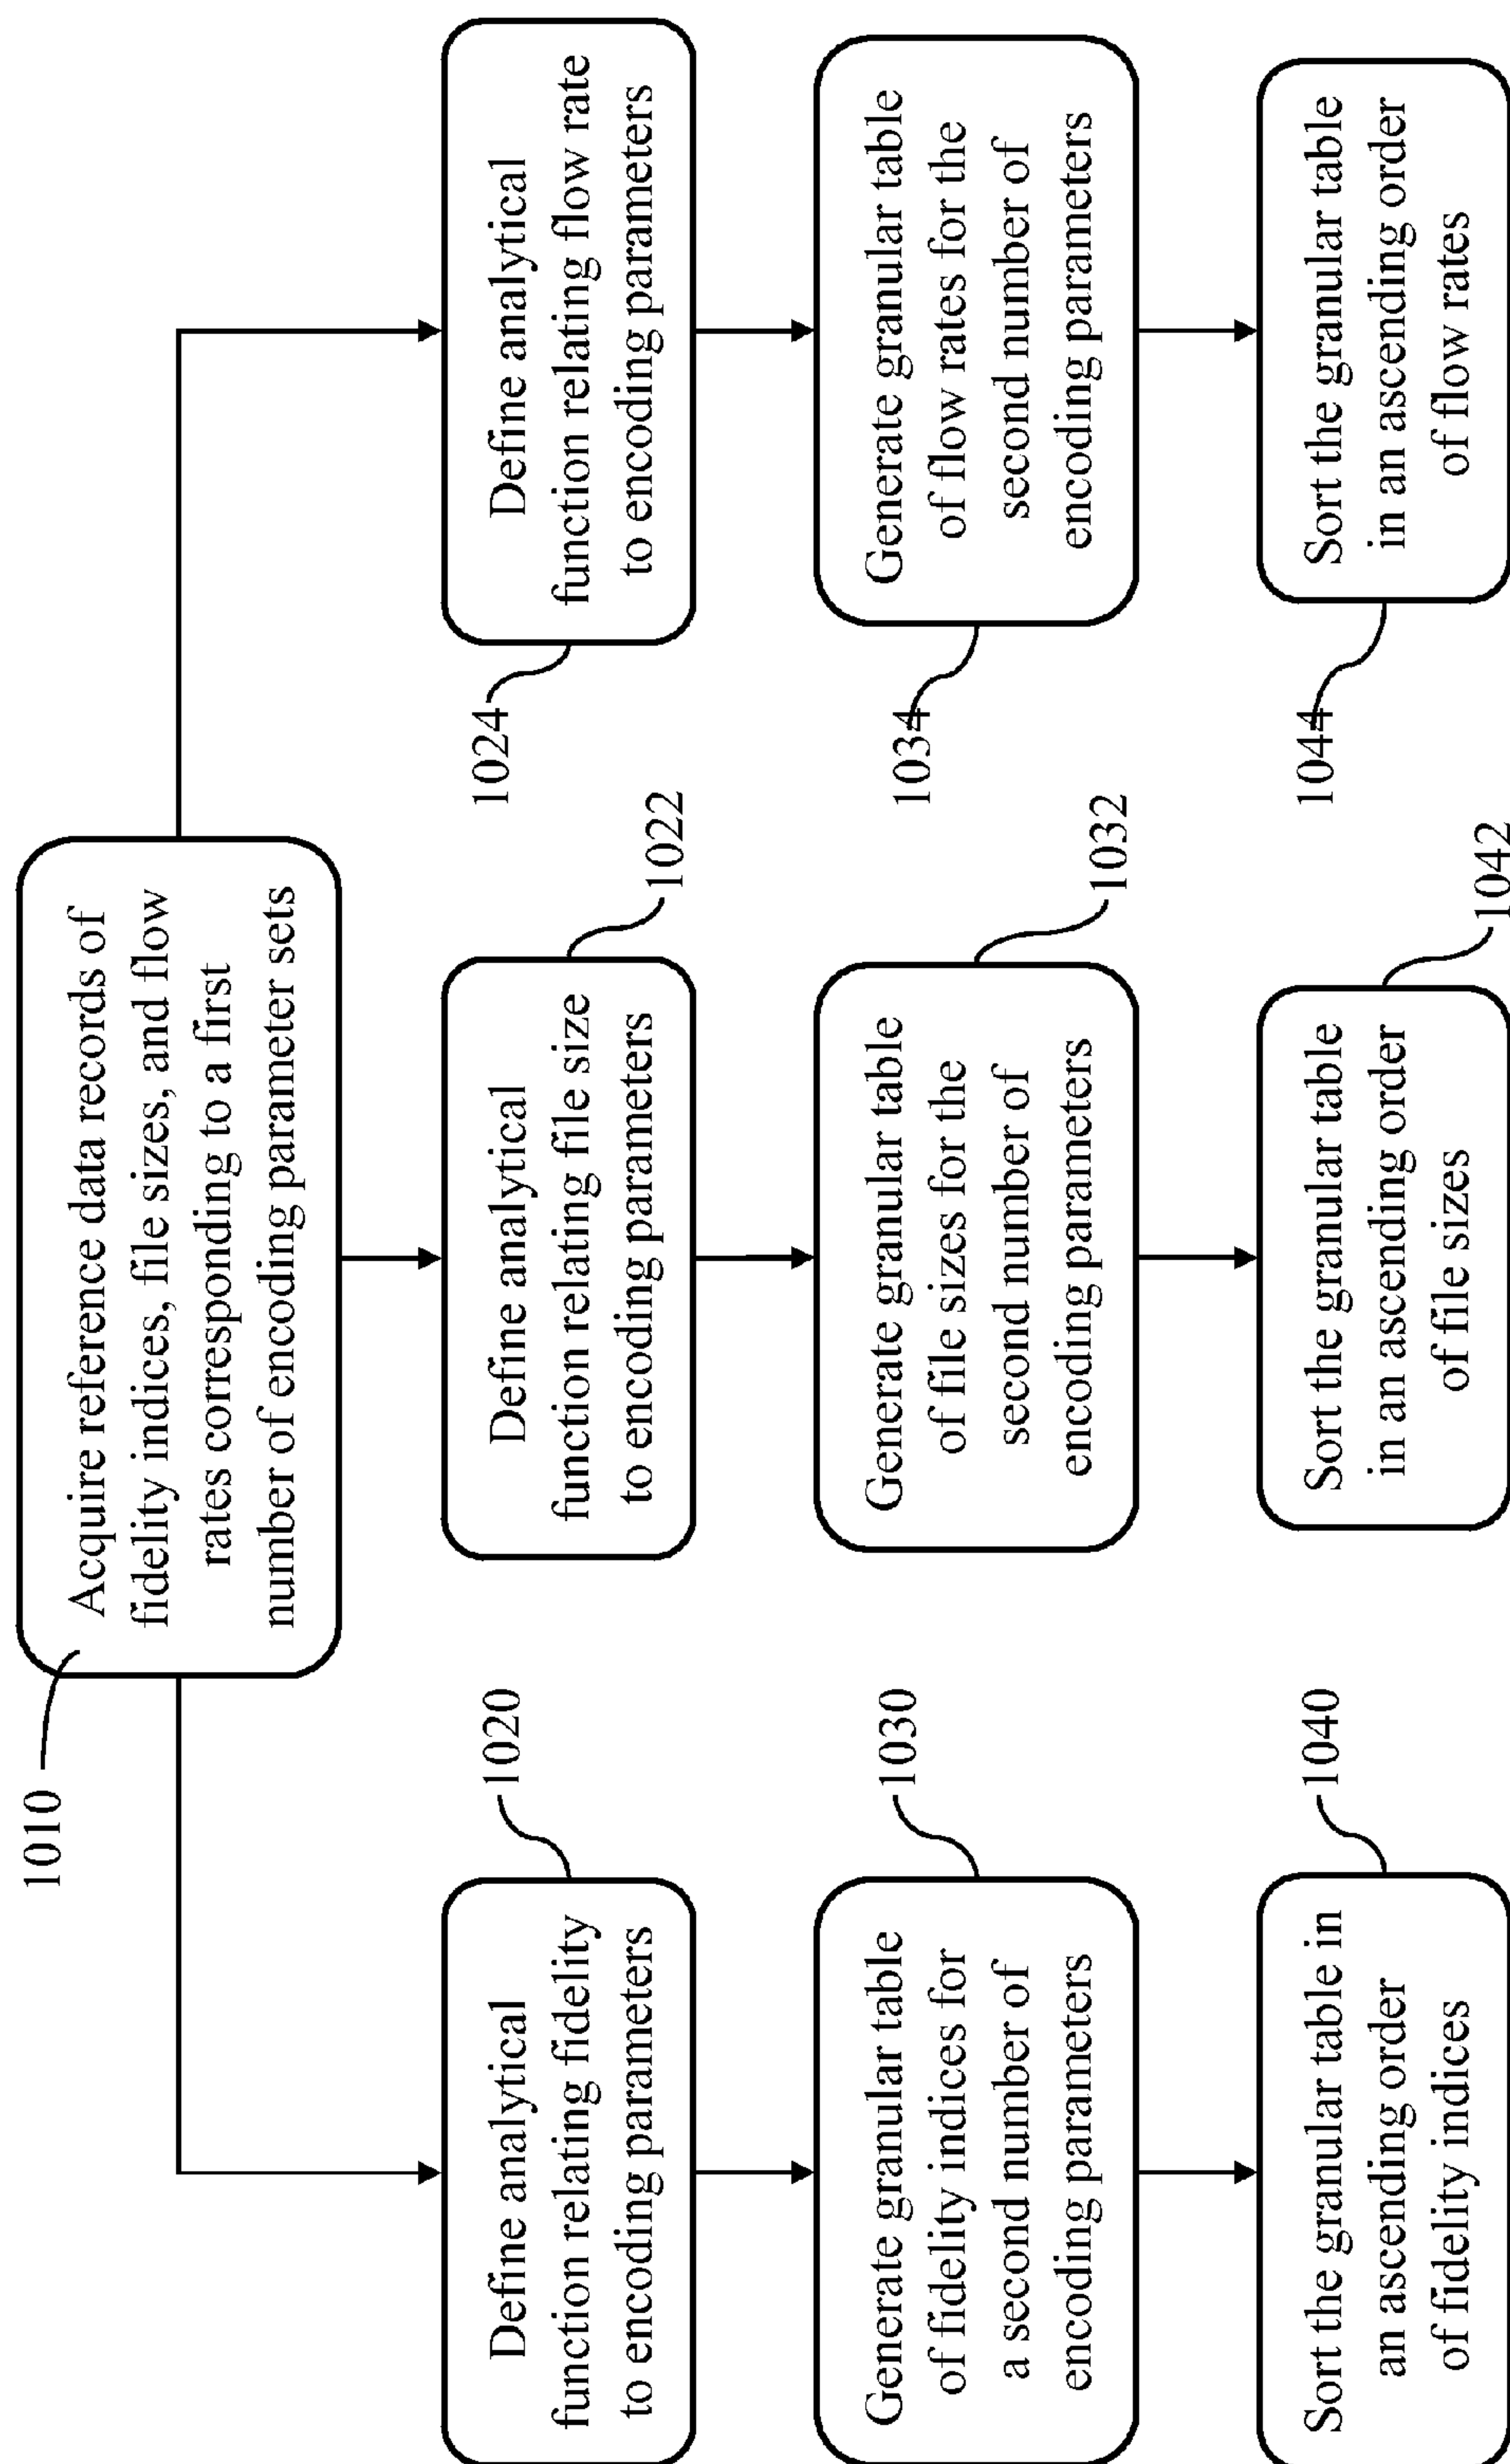 1010
Acquire reference data records of
fidelity indices, file sizes, and flow
rates corresponding to a first
number of encoding parameter sets
Define analytical
function relating fidelity
to encoding parameters
1020
Define analytical
function relating file size
to encoding parameters
1022
1024
Define analytical
function relating flow rate
to encoding parameters
Generate granular table
of fidelity indices for
a second number of
encoding parameters
1030
Generate granular table
of file sizes for the
second number of
encoding parameters
1032
1034
Generate granular table
of flow rates for the
second number of
encoding parameters
Sort the granular table in
an ascending order
of fidelity indices
1040
Sort the granular table
in an ascending order
of file sizes
1042
1044
Sort the granular table
in an ascending order
of flow rates